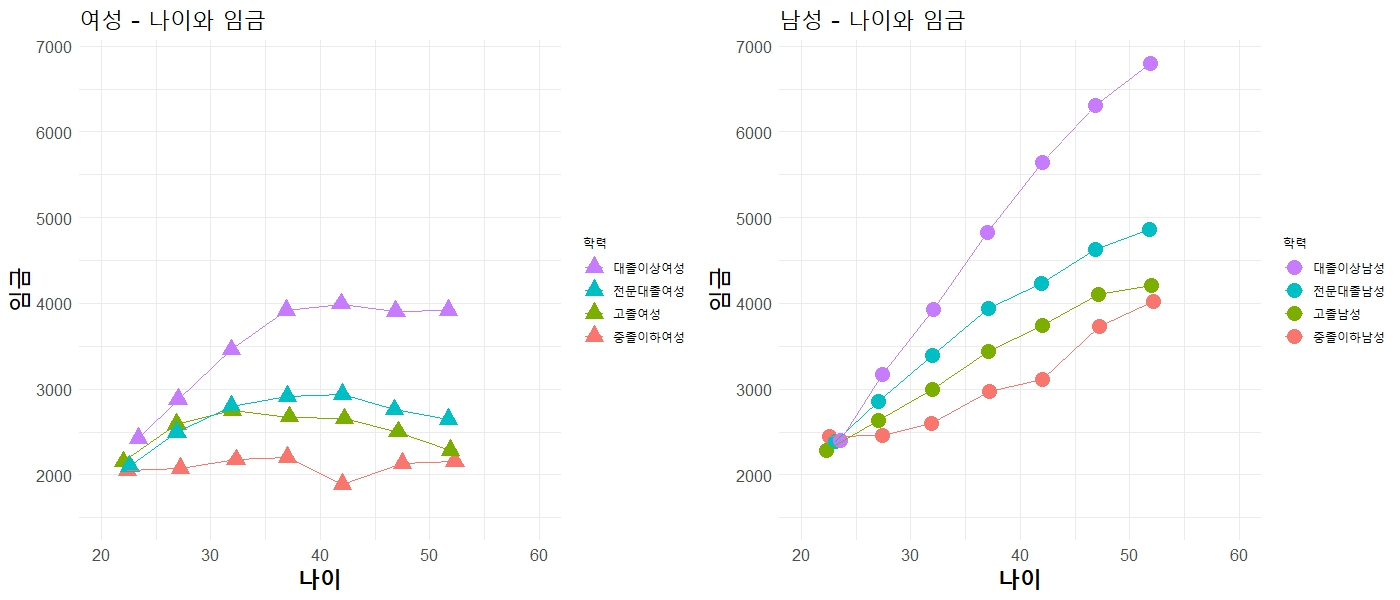 여성 - 나이와 임금
7000
6000
5000
4000
3000
2000
임금
20 30 40 50 60
나이
학력
대졸이상여성
전문대졸여성
고졸여성
중졸이하여성
남성 - 나이와 임금
7000
6000
5000
4000
3000
2000
임금
20 30 40 50 60
나이
학력
대졸이상남성
전문대졸남성
고졸남성
중졸이하남성